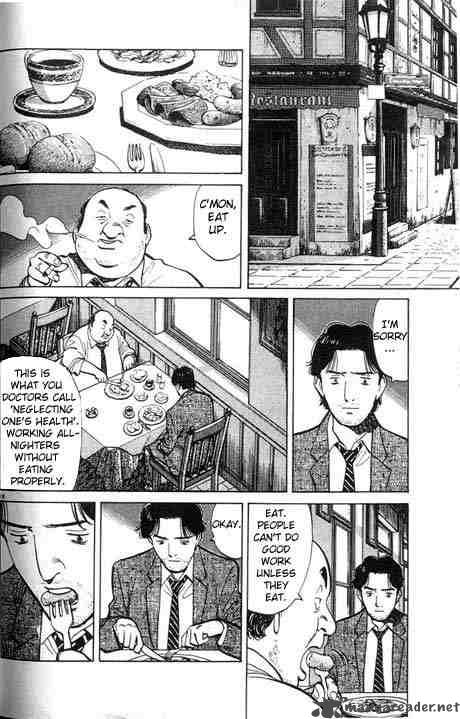 Restaurant
C'MON,
EAT
UP.
I'M
SORRY
...
THIS IS
WHAT YOU
DOCTORS CALL
'NEGLECTING
ONE'S HEALTH'.
WORKING ALL-
NIGHTERS
WITHOUT
EATING
PROPERLY.
EAT.
PEOPLE
CAN'T DO
GOOD
WORK
UNLESS
THEY
EAT.
OKAY.
mangareader.net